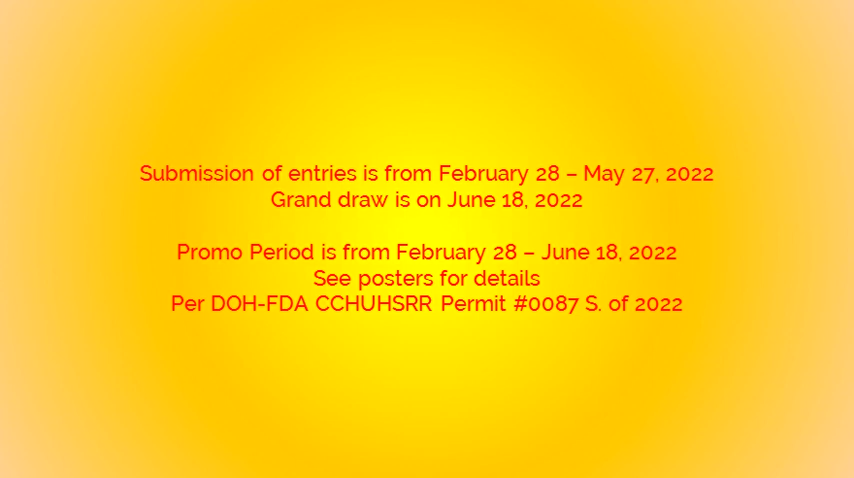 Submission of entries is from February 28 – May 27, 2022
Grand draw is on June 18, 2022
Promo Period is from February 28 – June 18, 2022
See posters for details
Per DOH-FDA CCHUHSRR Permit #0087 S. of 2022